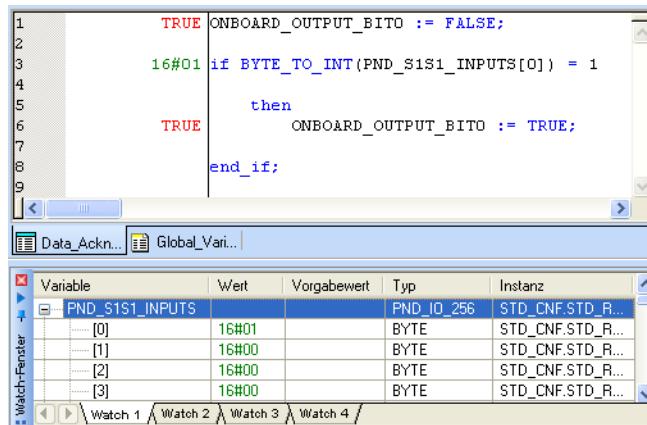 1 TRUE ONBOARD_OUTPUT_BIT0 := FALSE;
2
3 16#01 if BYTE_TO_INT(PND_S1S1_INPUTS[0]) = 1
4
5 then
6 TRUE ONBOARD_OUTPUT_BIT0 := TRUE;
7
8 end_if;
9
Data_Ackn... Global_Vari...
Variable Wert Vorgabewert Typ Instanz
PND_S1S1_INPUTS PND_IO_256 STD_CNF.STD_R...
[0] 16#01 BYTE STD_CNF.STD_R...
[1] 16#00 BYTE STD_CNF.STD_R...
[2] 16#00 BYTE STD_CNF.STD_R...
[3] 16#00 BYTE STD_CNF.STD_R...
Watch-Fenster
Watch 1 Watch 2 Watch 3 Watch 4